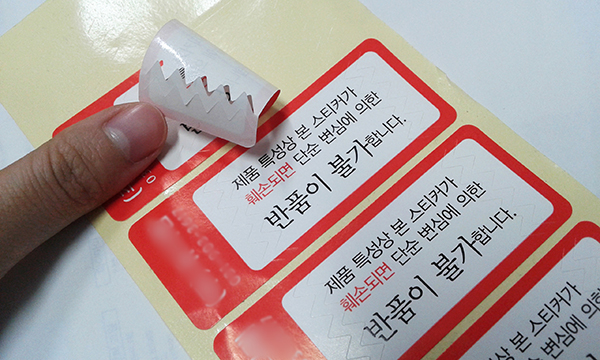 제품 특성상 본 스티커가
훼손되면 단순 변심에 의한
반품이 불가합니다.
제품 특성상 본 스티커가
훼손되면 단순 변심에 의한
반품이 불가합니다.
제품 특성상 본 스티커가
훼손되면 단순 변심에 의한
반품이 불가합니다.